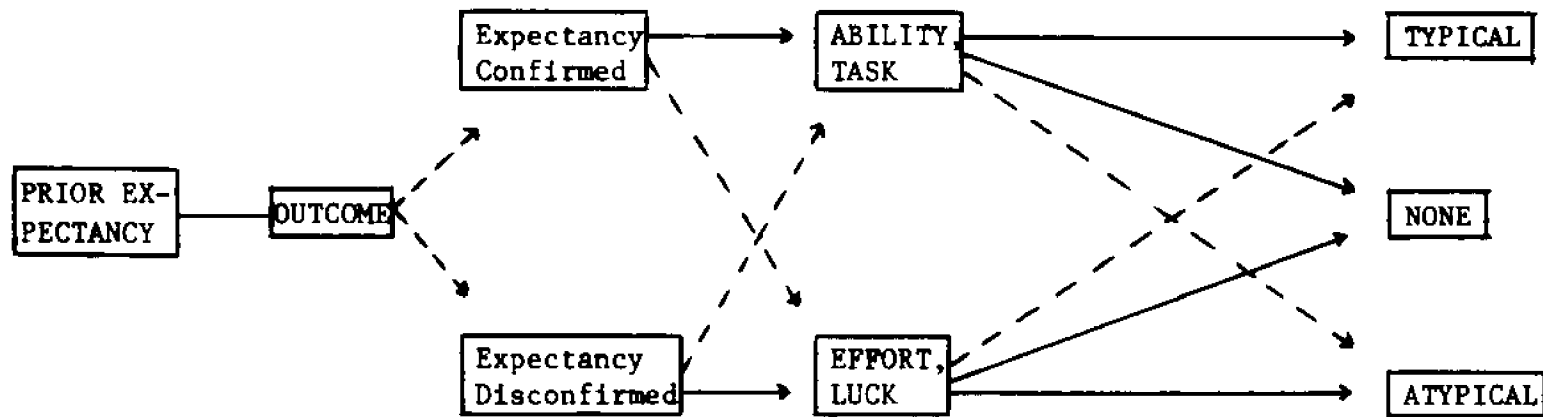 Expectancy
Confirmed
ABILITY,
TASK
TYPICAL
PRIOR EX-
PECTANCY
OUTCOME
NONE
Expectancy
Disconfirmed
EFFORT,
LUCK
ATYPICAL